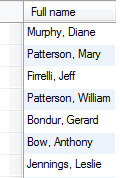 Full name
Murphy, Diane
Patterson, Mary
Firrelli, Jeff
Patterson, William
Bondur, Gerard
Bow, Anthony
Jennings, Leslie